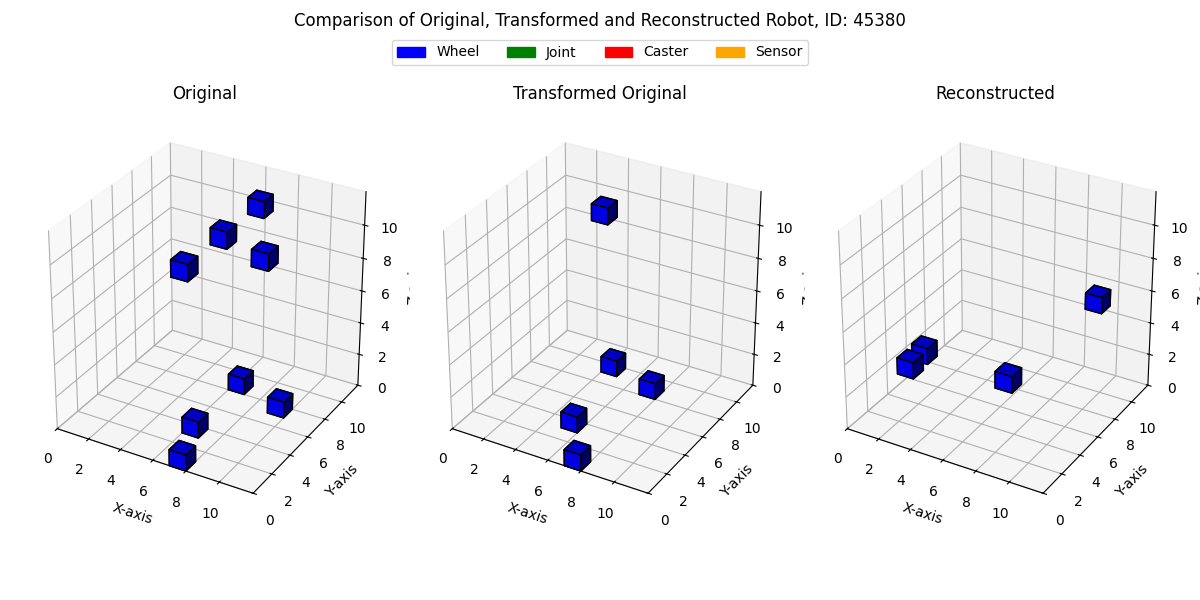 Comparison of Original, Transformed and Reconstructed Robot, ID: 45380
Wheel Joint Caster Sensor
Original Transformed Original Reconstructed
10 10 10
8 8 8
6 6 6
4 4 4
2 2 2
0 0 0
0 2 4 6 8 10 0 2 4 6 8 10 0 2 4 6 8 10
0 2 4 6 8 10 0 2 4 6 8 10 0 2 4 6 8 10
X-axis Y-axis X-axis Y-axis X-axis Y-axis